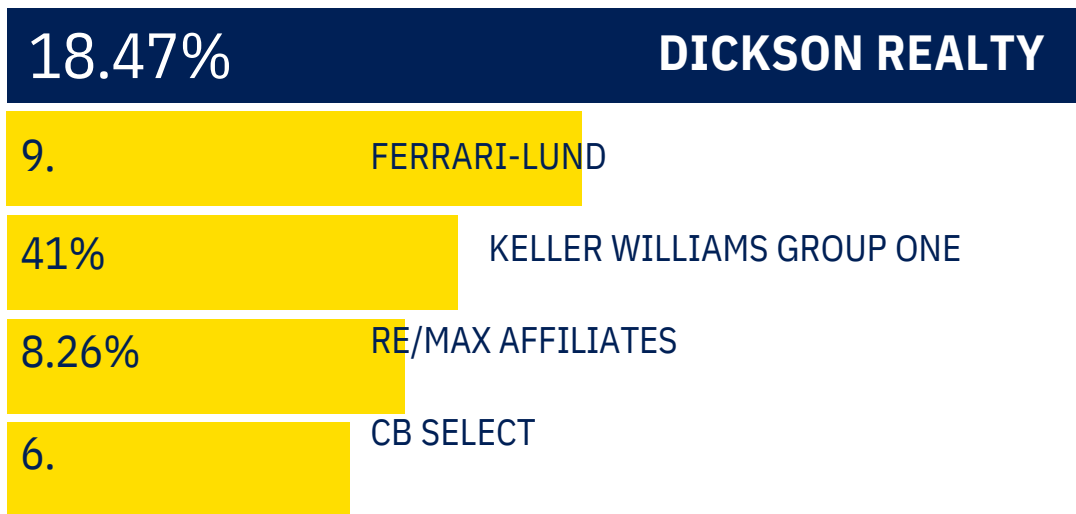 18.47% DICKSON REALTY
9. FERRARI-LUND
41% KELLER WILLIAMS GROUP ONE
8.26% RE/MAX AFFILIATES
6. CB SELECT